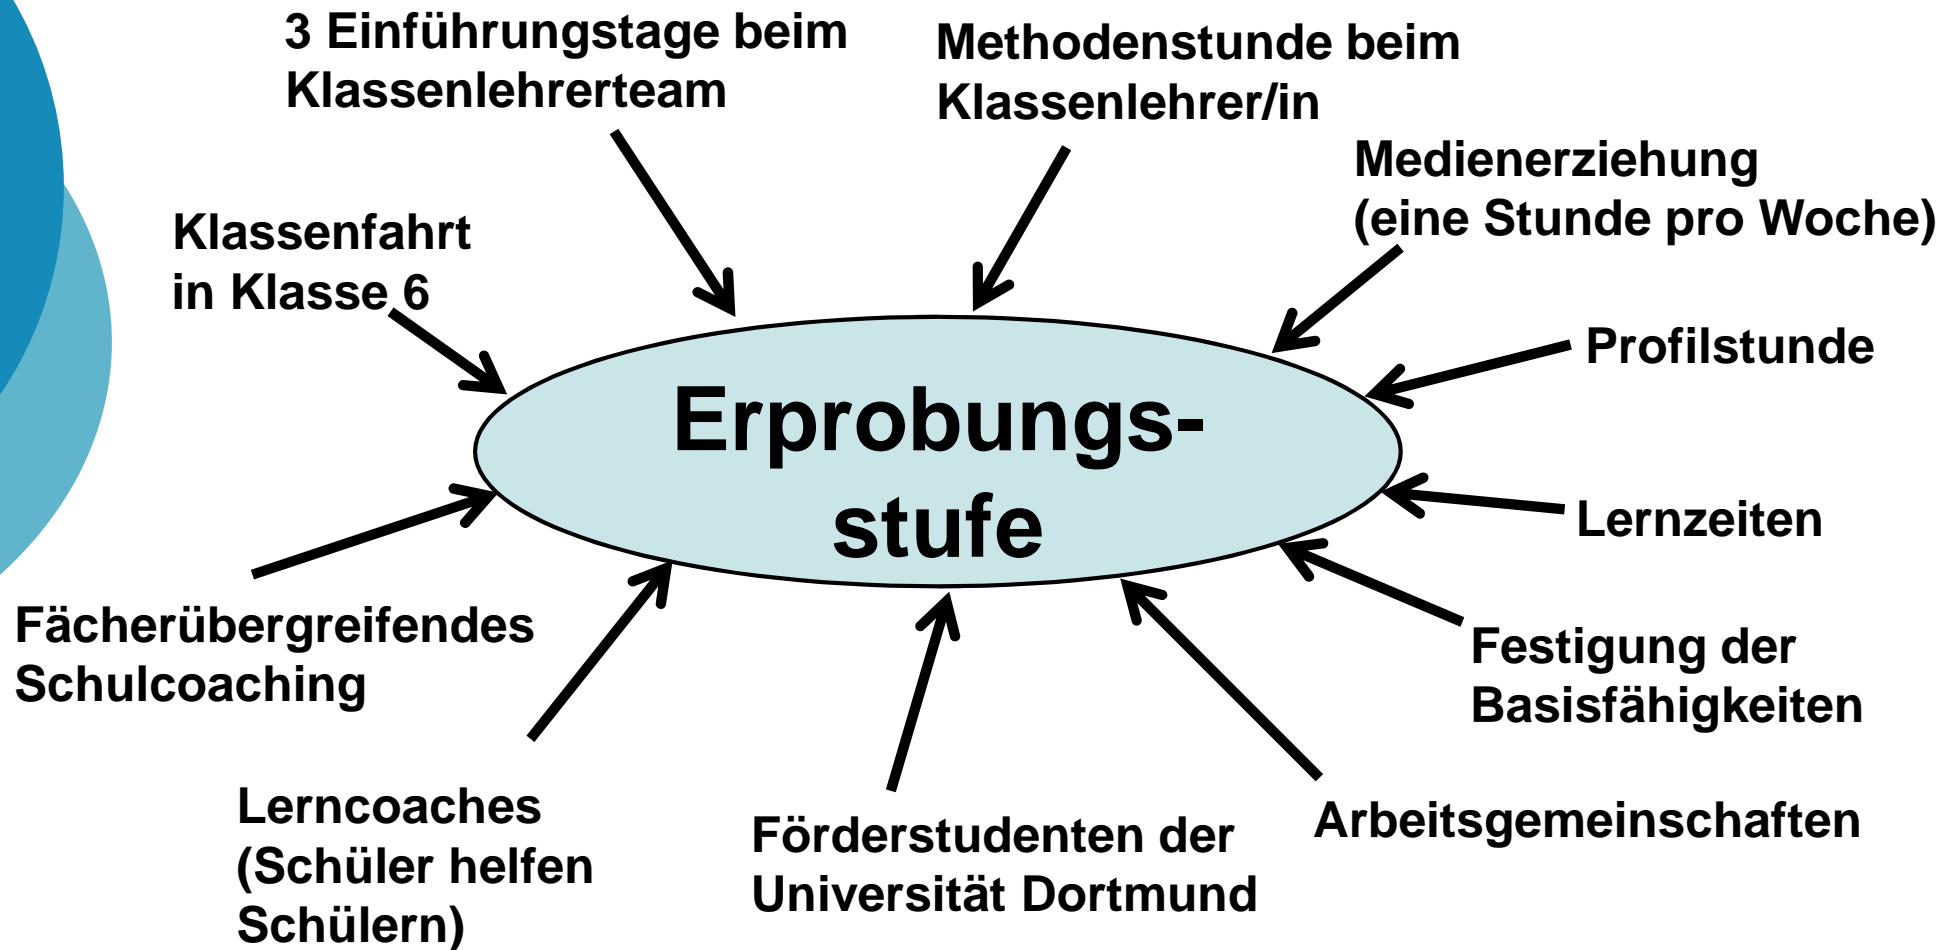 3 Einführungstage beim
Klassenlehrerteam
Methodenstunde beim
Klassenlehrer/in
Medienerziehung
(eine Stunde pro Woche)
Klassenfahrt
in Klasse 6
Profilstunde
Erprobungs-
stufe
Lernzeiten
Fächerübergreifendes
Schulcoaching
Festigung der
Basisfähigkeiten
Lerncoaches
(Schüler helfen
Schülern)
Förderstudenten der
Universität Dortmund
Arbeitsgemeinschaften